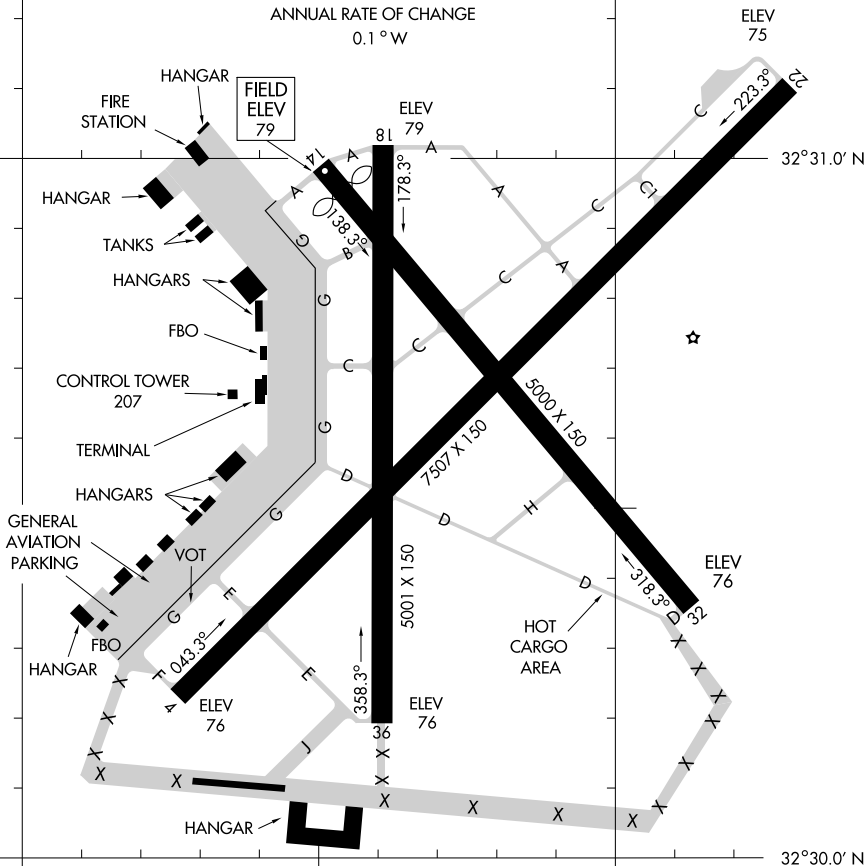 ANNUAL RATE OF CHANGE
0.1° W
ELEV
75
HANGAR
FIELD
ELEV
79
FIRE
STATION
ELEV
79
22
223.3°
C
18
14
A
A
32°31.0' N
178.3°
HANGAR
A
A
C1
C
138.3°
TANKS
G
B
A
C
HANGARS
G
FBO
C
C
CONTROL TOWER
207
5000 X 150
G
TERMINAL
7507 X 150
D
HANGARS
H
G
D
GENERAL
AVIATION
PARKING
VOT
5001 X 150
ELEV
76
318.3°
D
E
G
D
32
HOT
CARGO
AREA
FBO
043.3°
HANGAR
X
F
E
358.3°
X
X
4
ELEV
76
ELEV
76
X
X
X
36
J
X
X
X
X
X
X
X
X
X
X
X
X
HANGAR
32°30.0' N